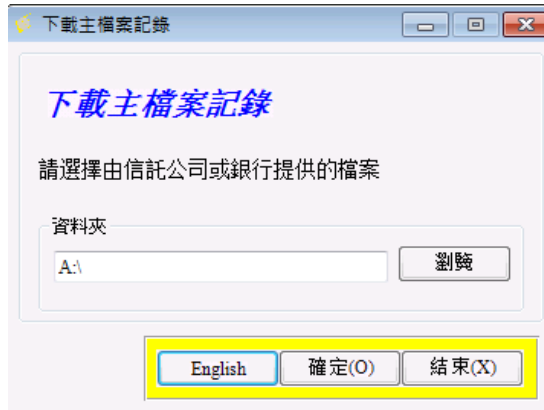 下載主檔案記錄
下載主檔案記錄
請選擇由信託公司或銀行提供的檔案
資料夾
A:\
瀏覽
English
確定(O)
結束(X)